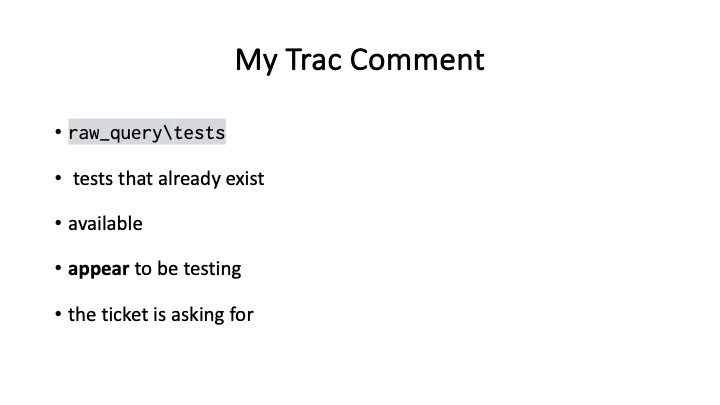 My Trac Comment
• raw_query\tests
• tests that already exist
• available
• appear to be testing
• the ticket is asking for